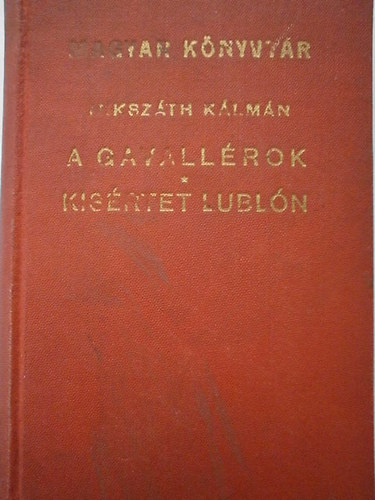 MAGYAR KÖNYVTÁR
MIKSZÁTH KÁLMÁN
A GAVALLÉROK
*
KISÉRTET LUBLÓN